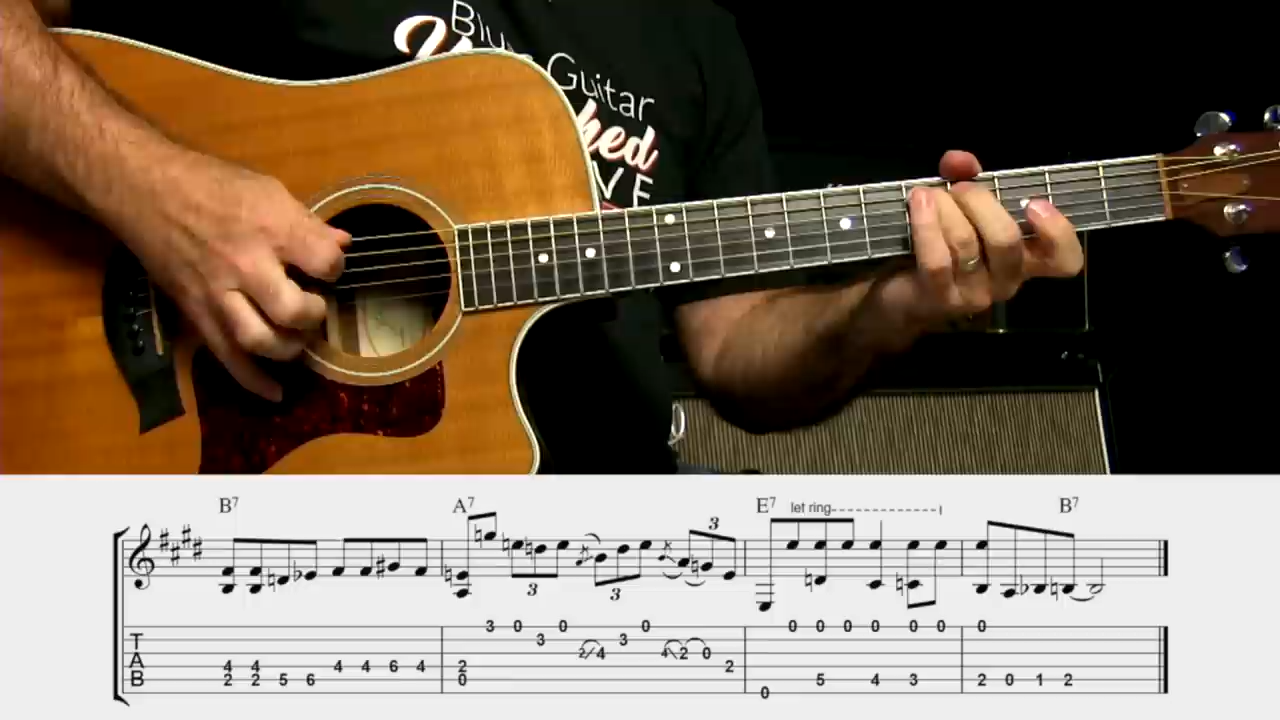 Blu Guitar
hed
VE
B7 A7 E7 let ring B7
3 3 3
T 3 0 0 0 0 0 0 0 0 0 0
3 3
2 4 4 2 0
A 4 4 4 4 6 4 2 2
B 2 2 5 6 0 5 4 3 2 0 1 2
0